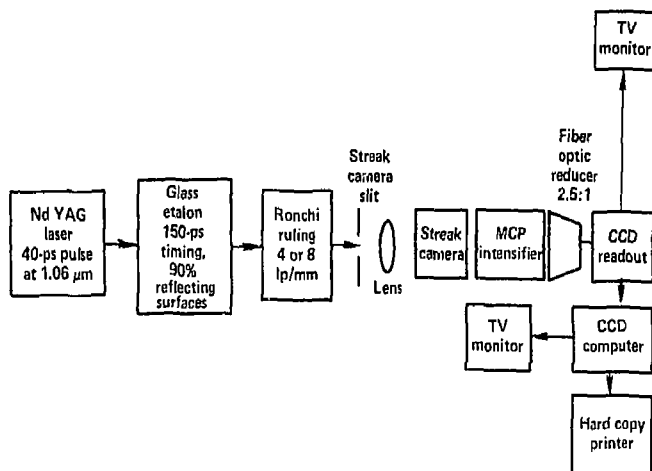 TV
monitor
Fiber
optic
reducer
2.5:1
Streak
camera
slit
Nd YAG
laser
40-ps pulse
at 1.06 μm
Glass
etalon
150-ps
timing,
90%
reflecting
surfaces
Ronchi
ruling
4 or 8
lp/mm
Lens
Streak
camera
MCP
intensifier
CCD
readout
TV
monitor
CCD
computer
Hard copy
printer